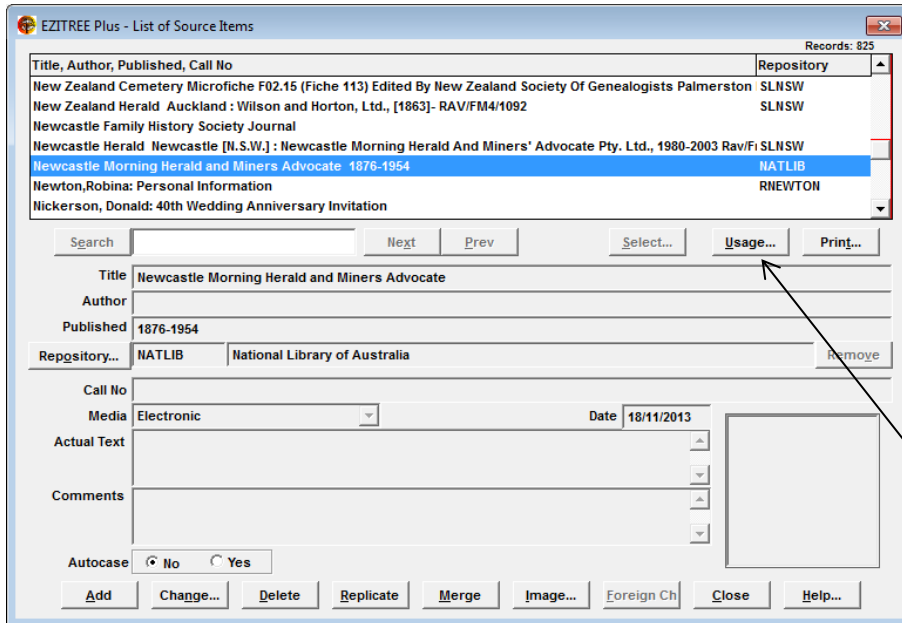 EZITREE Plus - List of Source Items
Records: 825
Title, Author, Published, Call No Repository
New Zealand Cemetery Microfiche F02.15 (Fiche 113) Edited By New Zealand Society Of Genealogists Palmerston SLNSW
New Zealand Herald Auckland : Wilson and Horton, Ltd., [1863]- RAV/FM4/1092 SLNSW
Newcastle Family History Society Journal
Newcastle Herald Newcastle [N.S.W.] : Newcastle Morning Herald And Miners' Advocate Pty. Ltd., 1980-2003 Rav/Fi SLNSW
Newcastle Morning Herald and Miners Advocate 1876-1954 NATLIB
Newton,Robina: Personal Information RNEWTON
Nickerson, Donald: 40th Wedding Anniversary Invitation
Search Next Prev Select... Usage... Print...
Title Newcastle Morning Herald and Miners Advocate
Author
Published 1876-1954
Repository... NATLIB National Library of Australia Remove
Call No
Media Electronic Date 18/11/2013
Actual Text
Comments
Autocase No Yes
Add Change... Delete Replicate Merge Image... Foreign Ch Close Help...